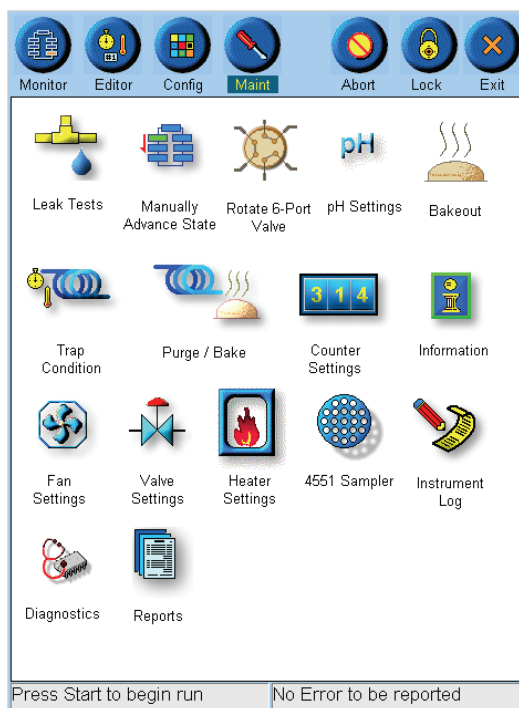 Monitor Editor Config Maint Abort Lock Exit
Leak Tests
Manually
Advance State
Rotate 6-Port
Valve
pH
pH Settings
Bakeout
Trap
Condition
Purge / Bake
3 1 4
Counter
Settings
Information
Fan
Settings
Valve
Settings
Heater
Settings
4551 Sampler
Instrument
Log
Diagnostics
Reports
Press Start to begin run
No Error to be reported